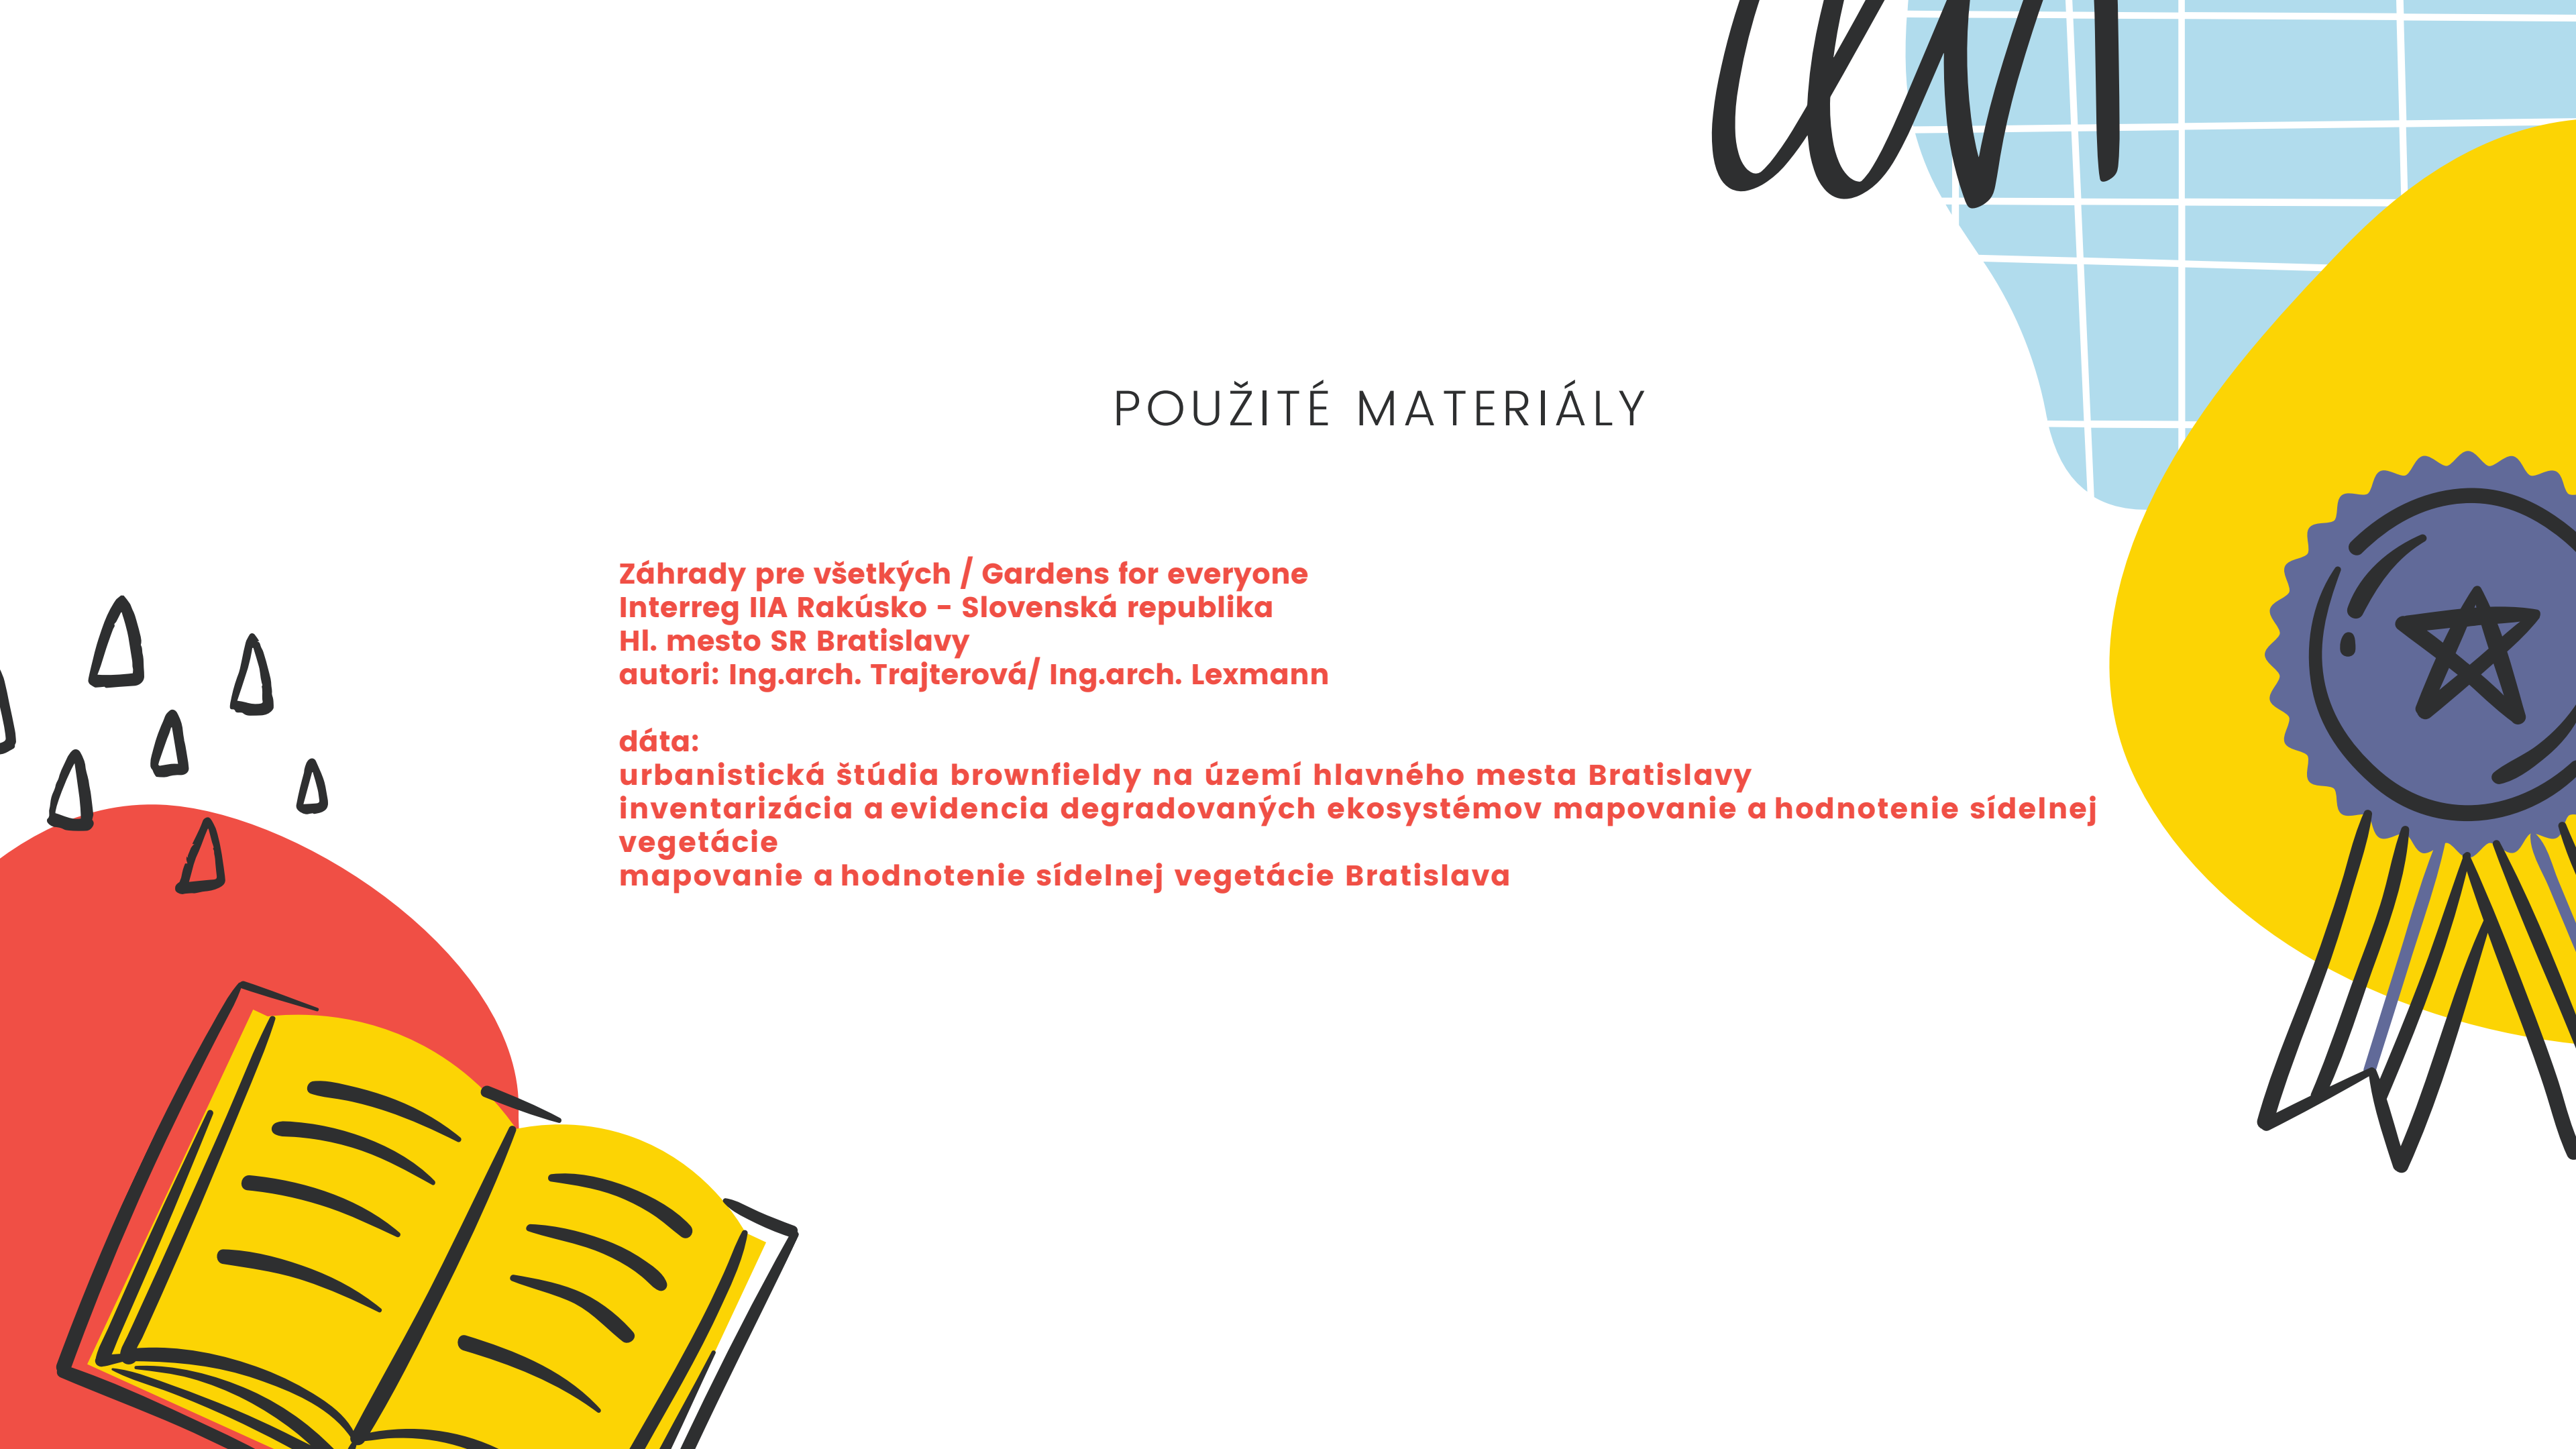 POUŽITÉ MATERIÁLY
Záhrady pre všetkých / Gardens for everyone
Interreg IIA Rakúsko - Slovenská republika
Hl. mesto SR Bratislavy
autori: Ing.arch. Trajterová/ Ing.arch. Lexmann
dáta:
urbanistická štúdia brownfieldy na území hlavného mesta Bratislavy
inventarizácia a evidencia degradovaných ekosystémov mapovanie a hodnotenie sídelnej
vegetácie
mapovanie a hodnotenie sídelnej vegetácie Bratislava